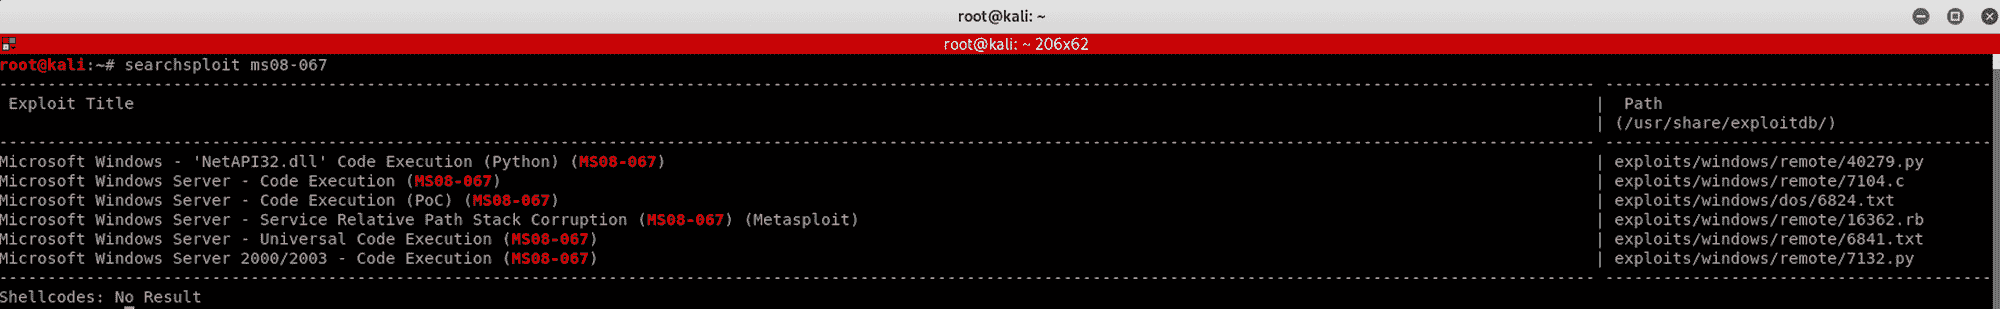 root@kali: ~
root@kali: ~ 206x62
root@kali:~# searchsploit ms08-067
Exploit Title | Path
| (/usr/share/exploitdb/)
Microsoft Windows - 'NetAPI32.dll' Code Execution (Python) (MS08-067) | exploits/windows/remote/40279.py
Microsoft Windows Server - Code Execution (MS08-067) | exploits/windows/remote/7104.c
Microsoft Windows Server - Code Execution (PoC) (MS08-067) | exploits/windows/dos/6824.txt
Microsoft Windows Server - Service Relative Path Stack Corruption (MS08-067) (Metasploit) | exploits/windows/remote/16362.rb
Microsoft Windows Server - Universal Code Execution (MS08-067) | exploits/windows/remote/6841.txt
Microsoft Windows Server 2000/2003 - Code Execution (MS08-067) | exploits/windows/remote/7132.py
Shellcodes: No Result